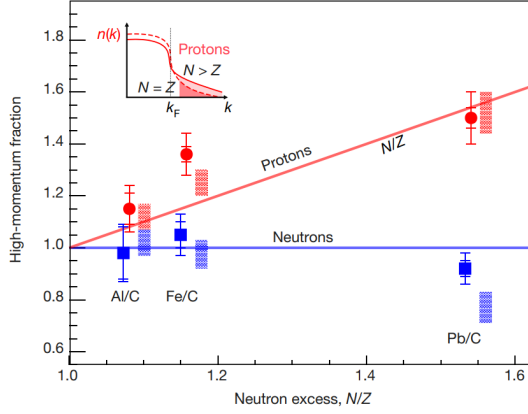 n(k)
Protons
N > Z
N = Z
kF
k
High-momentum fraction
1.8
1.6
1.4
1.2
1.0
0.8
0.6
Protons
N/Z
Neutrons
Al/C
Fe/C
Pb/C
1.0
1.2
1.4
1.6
Neutron excess, N/Z